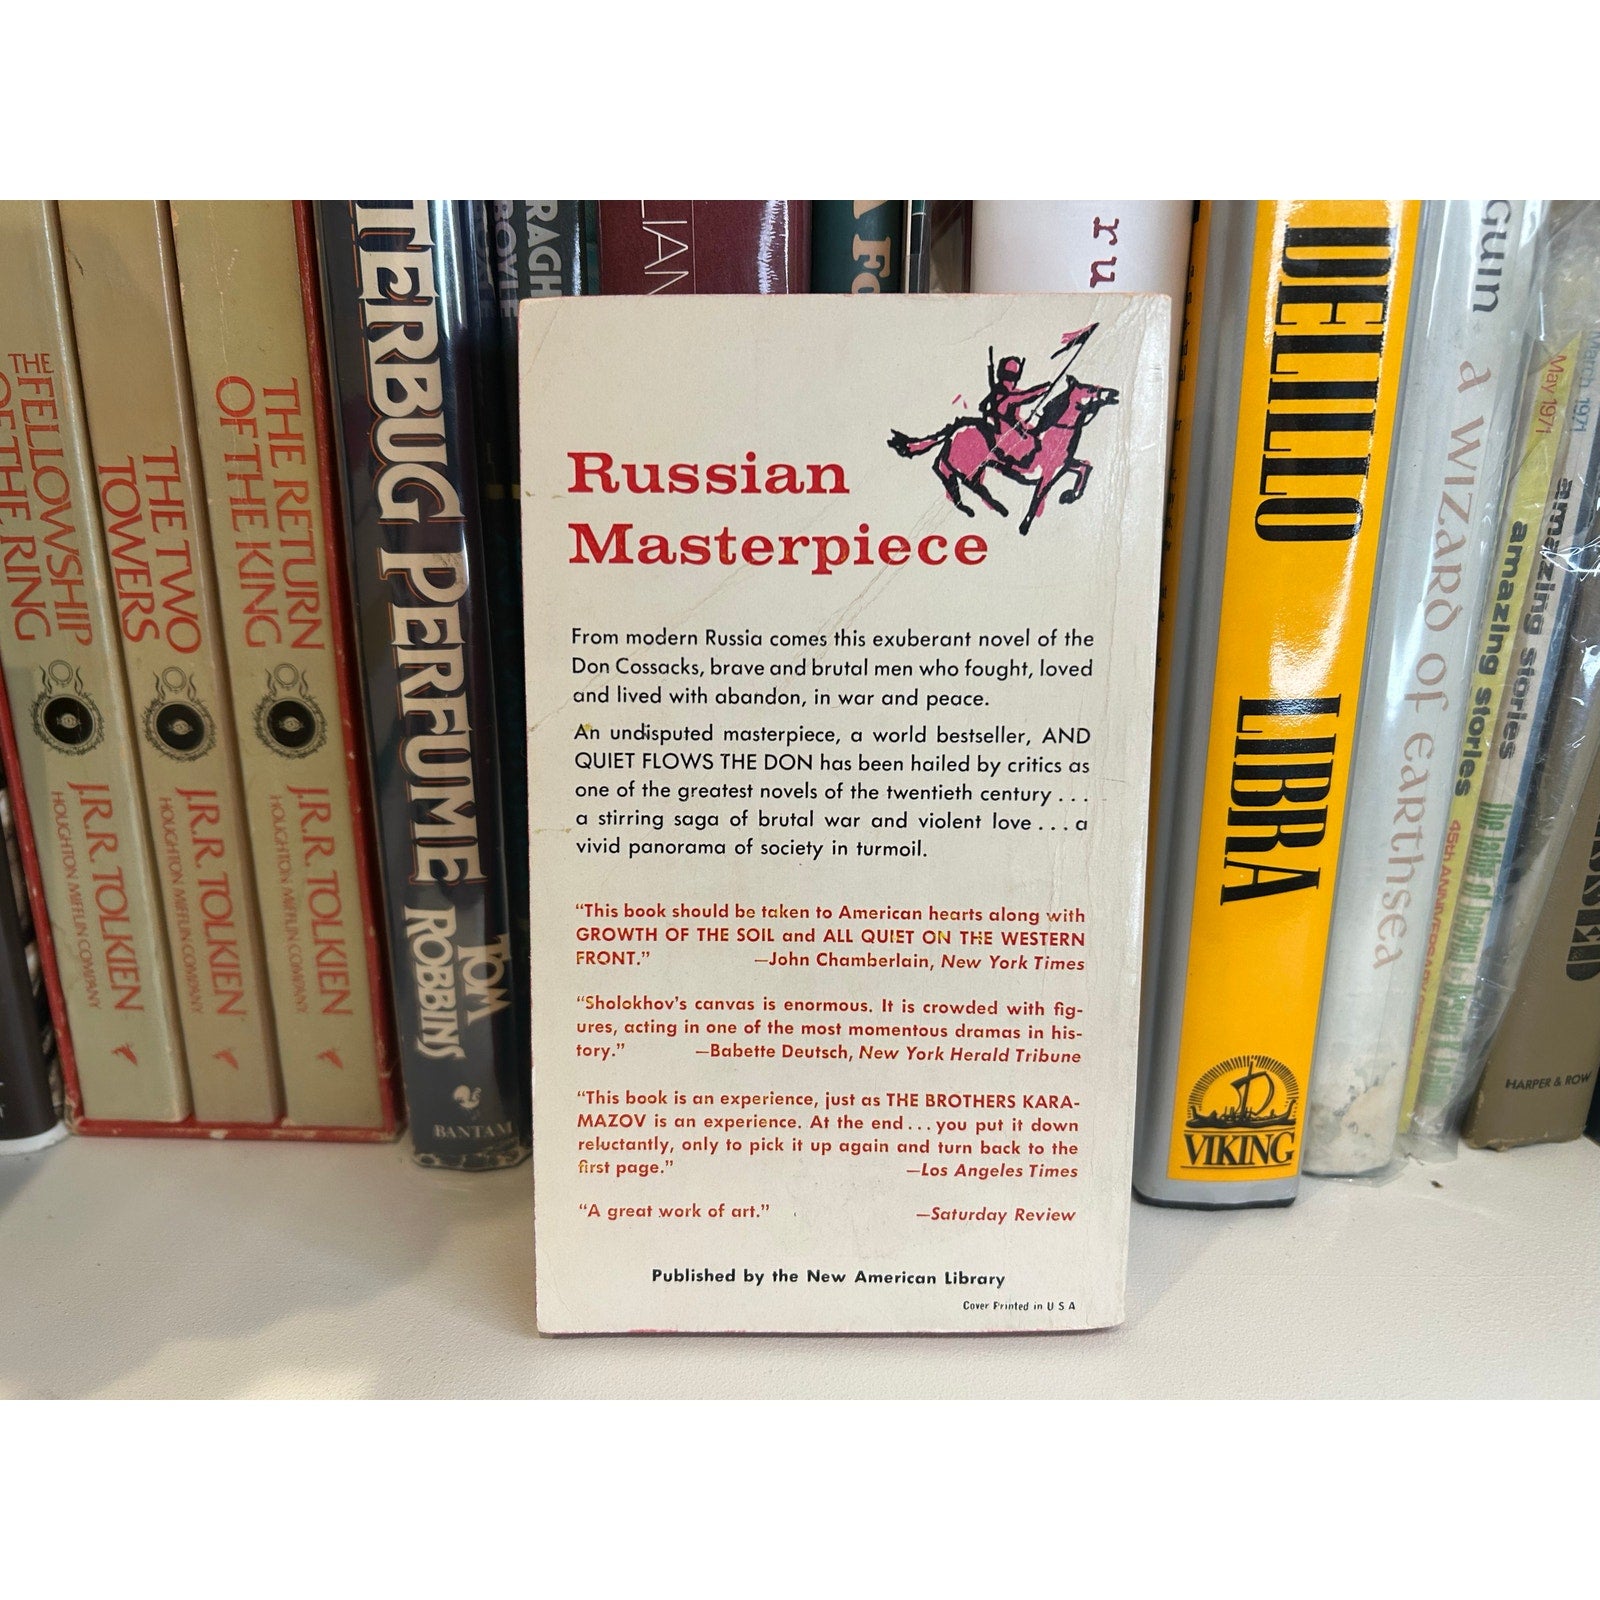 THE
FELLOWSHIP
OF THE RING
J.R.R. TOLKIEN
HOUGHTON MIFFLIN COMPANY
THE TWO
TOWERS
J.R.R. TOLKIEN
HOUGHTON MIFFLIN COMPANY
THE RETURN
OF THE KING
J.R.R. TOLKIEN
HOUGHTON MIFFLIN COMPANY
TERBUG PERFUME
TOM
ROBBINS
BANTAM
RAGH
BOYLE
LIAN
A Fo
ru
Russian
Masterpiece
From modern Russia comes this exuberant novel of the
Don Cossacks, brave and brutal men who fought, loved
and lived with abandon, in war and peace.
An undisputed masterpiece, a world bestseller, AND
QUIET FLOWS THE DON has been hailed by critics as
one of the greatest novels of the twentieth century . . .
a stirring saga of brutal war and violent love . . . a
vivid panorama of society in turmoil.
“This book should be taken to American hearts along with
GROWTH OF THE SOIL and ALL QUIET ON THE WESTERN
FRONT.” —John Chamberlain, New York Times
“Sholokhov’s canvas is enormous. It is crowded with fig-
ures, acting in one of the most momentous dramas in his-
tory.” —Babette Deutsch, New York Herald Tribune
“This book is an experience, just as THE BROTHERS KARA-
MAZOV is an experience. At the end . . . you put it down
reluctantly, only to pick it up again and turn back to the
first page.” —Los Angeles Times
“A great work of art.” —Saturday Review
Published by the New American Library
Cover Printed in U S A
DELILLO LIBRA
VIKING
Guin
a wizard of earthsea
May 1971
amazing stories
45th ANNIVERSARY
March 1971
amazing stories
HARPER & ROW